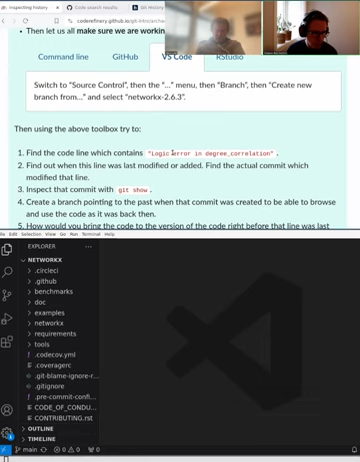 Inspecting history
Code search results
Git History
coderefinery.github.io/git-intro/archae
Then let us all make sure we are workin
Command line
GitHub
VS Code
RStudio
Switch to "Source Control", then the "…" menu, then "Branch", then "Create new
branch from…" and select "networkx-2.6.3".
Then using the above toolbox try to:
1. Find the code line which contains "Logic error in degree_correlation" .
2. Find out when this line was last modified or added. Find the actual commit which
modified that line.
3. Inspect that commit with git show .
4. Create a branch pointing to the past when that commit was created to be able to browse
and use the code as it was back then.
5. How would you bring the code to the version of the code right before that line was last
File Edit Selection View Go Run Terminal Help
EXPLORER ···
NETWORKX
.circleci
.github
benchmarks
doc
examples
networkx
requirements
tools
.codecov.yml
.coveragerc
.git-blame-ignore-r...
.gitignore
.pre-commit-confi...
CODE_OF_CONDU...
CONTRIBUTING.rst
OUTLINE
TIMELINE
main
0
0
0